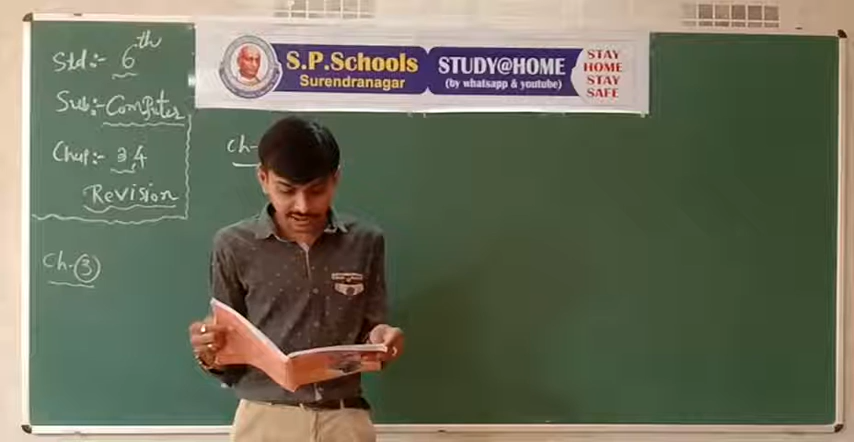 Std:- 6th
Sub:- Computer
Chap:- 3,4
Revision
Ch-3
Ch-
S.P.Schools
Surendranagar
STUDY@HOME
(by whatsapp & youtube)
STAY
HOME
STAY
SAFE